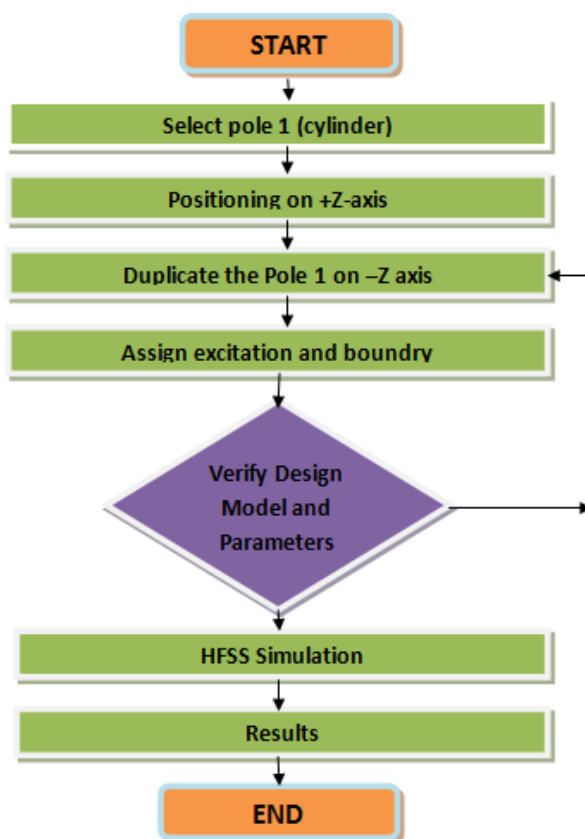 START
Select pole 1 (cylinder)
Positioning on +Z-axis
Duplicate the Pole 1 on –Z axis
Assign excitation and boundry
Verify Design
Model and
Parameters
HFSS Simulation
Results
END